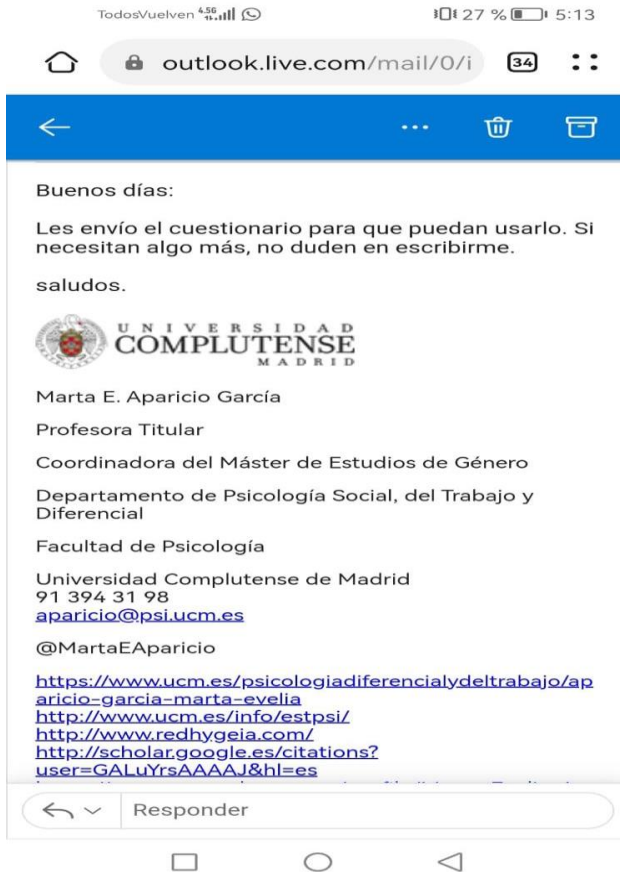 TodosVuelven 4.5G 27 % 5:13
outlook.live.com/mail/0/i 34
Buenos días:
Les envío el cuestionario para que puedan usarlo. Si
necesitan algo más, no duden en escribirme.
saludos.
UNIVERSIDAD
COMPLUTENSE
MADRID
Marta E. Aparicio García
Profesora Titular
Coordinadora del Máster de Estudios de Género
Departamento de Psicología Social, del Trabajo y
Diferencial
Facultad de Psicología
Universidad Complutense de Madrid
91 394 31 98
aparicio@psi.ucm.es
@MartaEAparicio
https://www.ucm.es/psicologiadiferencialydeltrabajo/ap
aricio-garcia-marta-evelia
http://www.ucm.es/info/estpsi/
http://www.redhygeia.com/
http://scholar.google.es/citations?
user=GALuYrsAAAAJ&hl=es
Responder